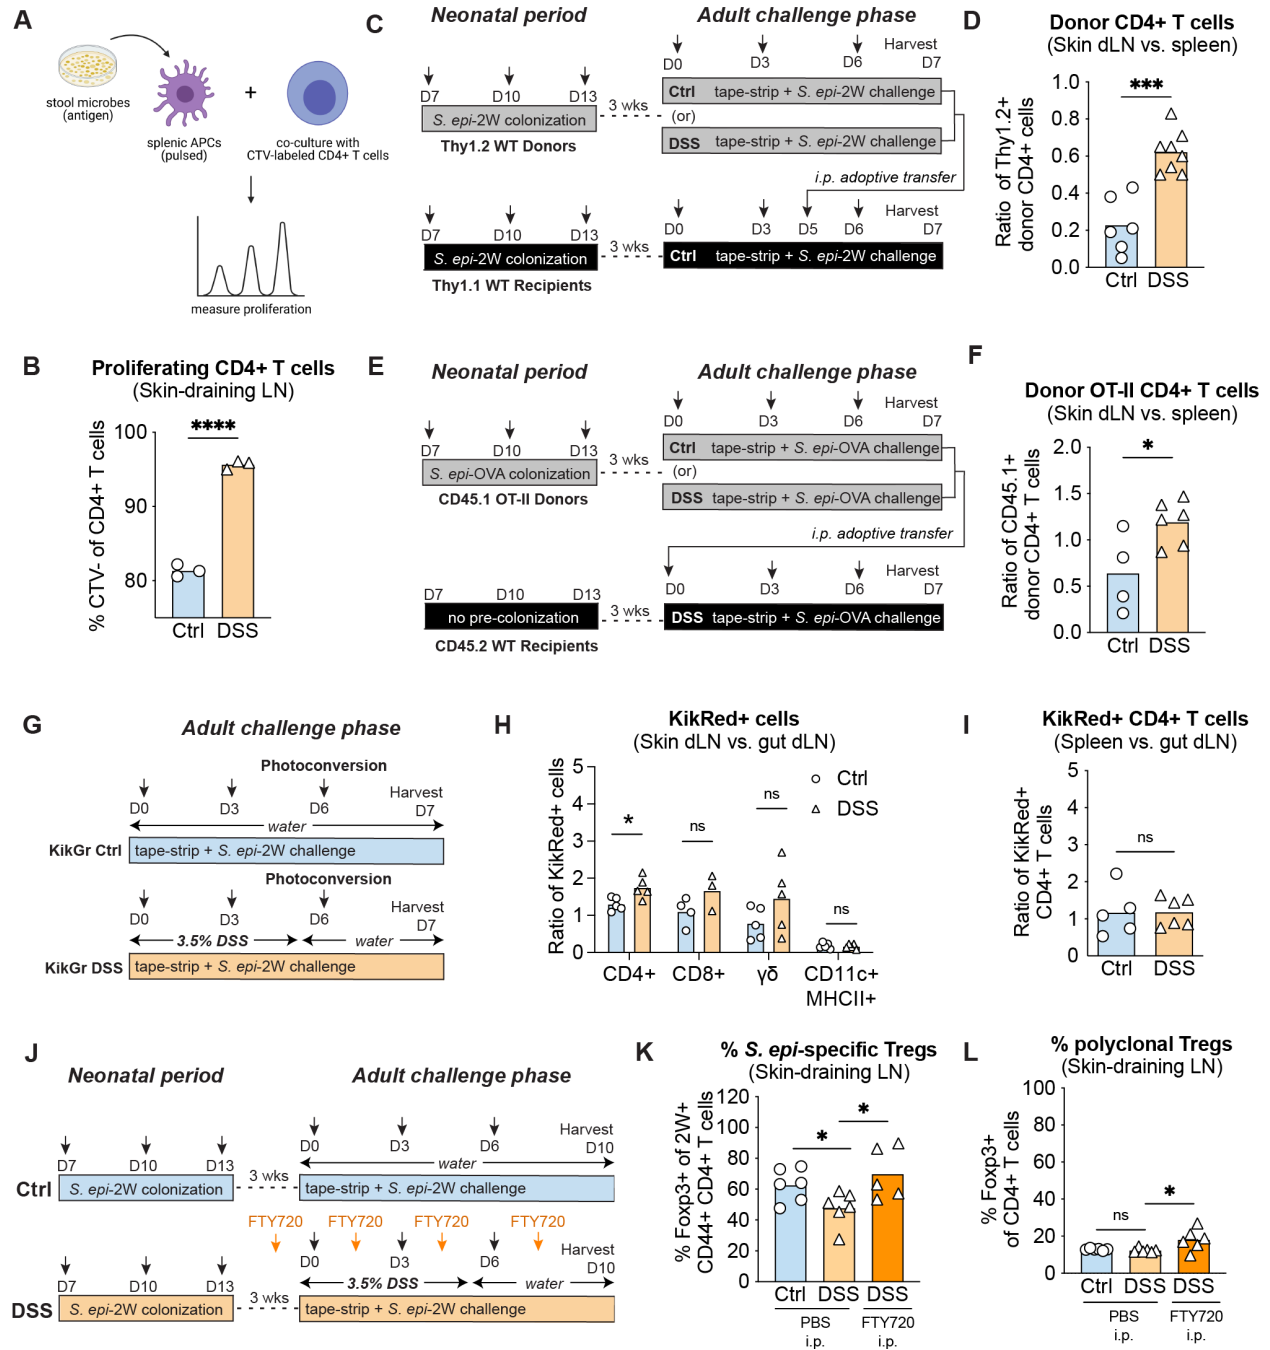 A
stool microbes
(antigen)
splenic APCs
(pulsed)
+
co-culture with
CTV-labeled CD4+ T cells
measure proliferation
B
Proliferating CD4+ T cells
(Skin-draining LN)
% CTV- of CD4+ T cells
100
90
80
****
Ctrl DSS
C
Neonatal period
Adult challenge phase
D7 D10 D13
S. epi-2W colonization
Thy1.2 WT Donors
3 wks
D0 D3 D6 Harvest D7
Ctrl tape-strip + S. epi-2W challenge
(or)
DSS tape-strip + S. epi-2W challenge
i.p. adoptive transfer
D7 D10 D13
S. epi-2W colonization
Thy1.1 WT Recipients
3 wks
D0 D3 D5 D6 Harvest D7
Ctrl tape-strip + S. epi-2W challenge
D
Donor CD4+ T cells
(Skin dLN vs. spleen)
Ratio of Thy1.2+
donor CD4+ cells
1.0
0.8
0.6
0.4
0.2
0.0
***
Ctrl DSS
E
Neonatal period
Adult challenge phase
D7 D10 D13
S. epi-OVA colonization
CD45.1 OT-II Donors
3 wks
D0 D3 D6 Harvest D7
Ctrl tape-strip + S. epi-OVA challenge
(or)
DSS tape-strip + S. epi-OVA challenge
i.p. adoptive transfer
D7 D10 D13
no pre-colonization
CD45.2 WT Recipients
3 wks
D0 D3 D6 Harvest D7
DSS tape-strip + S. epi-OVA challenge
F
Donor OT-II CD4+ T cells
(Skin dLN vs. spleen)
Ratio of CD45.1+
donor CD4+ T cells
2.0
1.5
1.0
0.5
0.0
*
Ctrl DSS
G
Adult challenge phase
Photoconversion
D0 D3 D6 Harvest D7
water
KikGr Ctrl
tape-strip + S. epi-2W challenge
Photoconversion
D0 D3 D6 Harvest D7
3.5% DSS
water
KikGr DSS
tape-strip + S. epi-2W challenge
H
KikRed+ cells
(Skin dLN vs. gut dLN)
Ratio of KikRed+ cells
5
4
3
2
1
0
Ctrl
DSS
*
ns
ns
ns
CD4+ CD8+ γδ CD11c+
MHCII+
I
KikRed+ CD4+ T cells
(Spleen vs. gut dLN)
Ratio of KikRed+
CD4+ T cells
5
4
3
2
1
0
ns
Ctrl DSS
J
Neonatal period
Adult challenge phase
D7 D10 D13
Ctrl
S. epi-2W colonization
3 wks
D0 D3 D6 Harvest D10
water
tape-strip + S. epi-2W challenge
FTY720 FTY720 FTY720 FTY720
D7 D10 D13
DSS
S. epi-2W colonization
3 wks
D0 D3 D6 Harvest D10
3.5% DSS
water
tape-strip + S. epi-2W challenge
K
% S. epi-specific Tregs
(Skin-draining LN)
% Foxp3+ of 2W+
CD44+ CD4+ T cells
120
100
80
60
40
20
0
*
*
Ctrl DSS DSS
PBS
i.p.
FTY720
i.p.
L
% polyclonal Tregs
(Skin-draining LN)
% Foxp3+
of CD4+ T cells
100
80
60
40
20
0
ns
*
Ctrl DSS DSS
PBS
i.p.
FTY720
i.p.